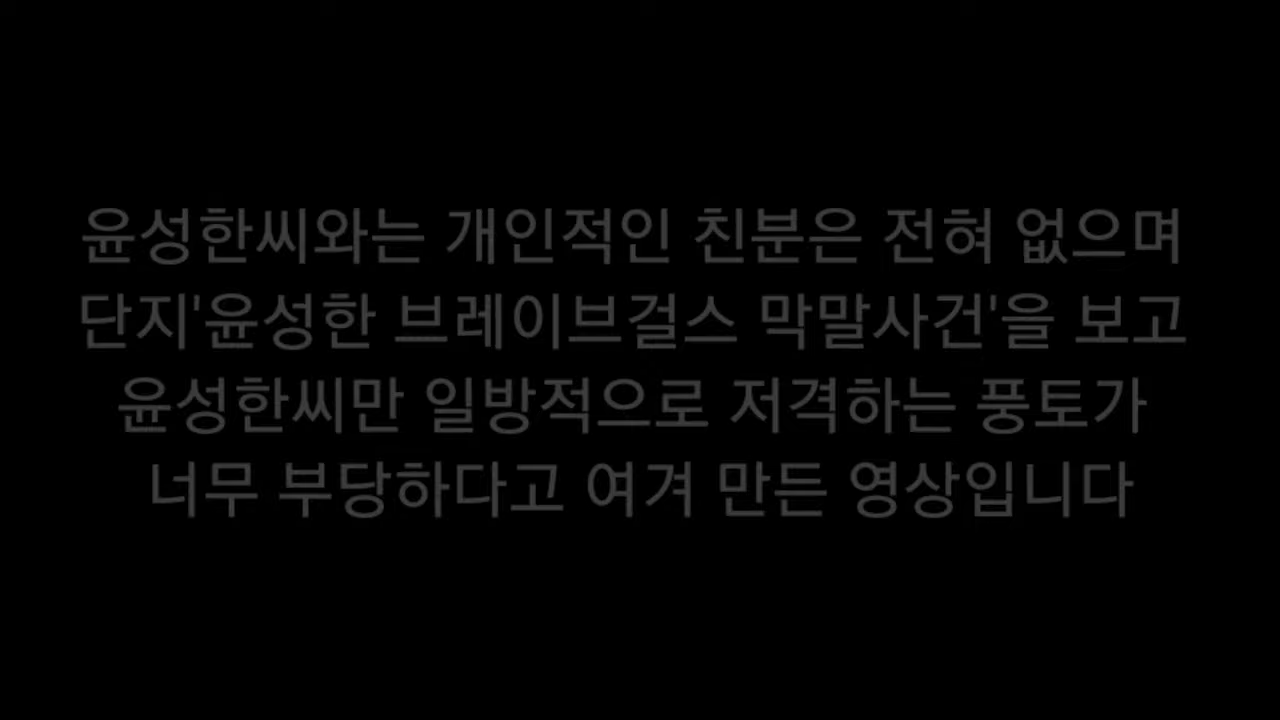 윤성한씨와는 개인적인 친분은 전혀 없으며
단지'윤성한 브레이브걸스 막말사건'을 보고
윤성한씨만 일방적으로 저격하는 풍토가
너무 부당하다고 여겨 만든 영상입니다